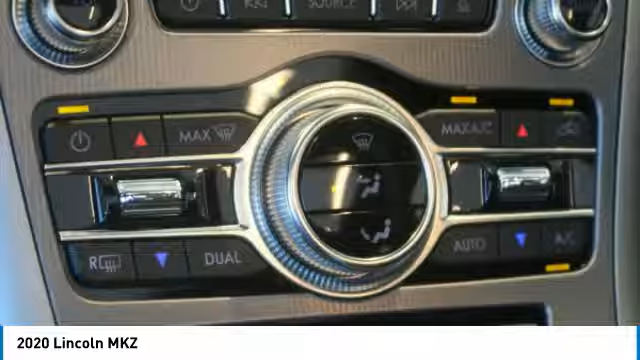 SOURCE
MAX
MAX A/C
R
DUAL
AUTO
A/C
2020 Lincoln MKZ